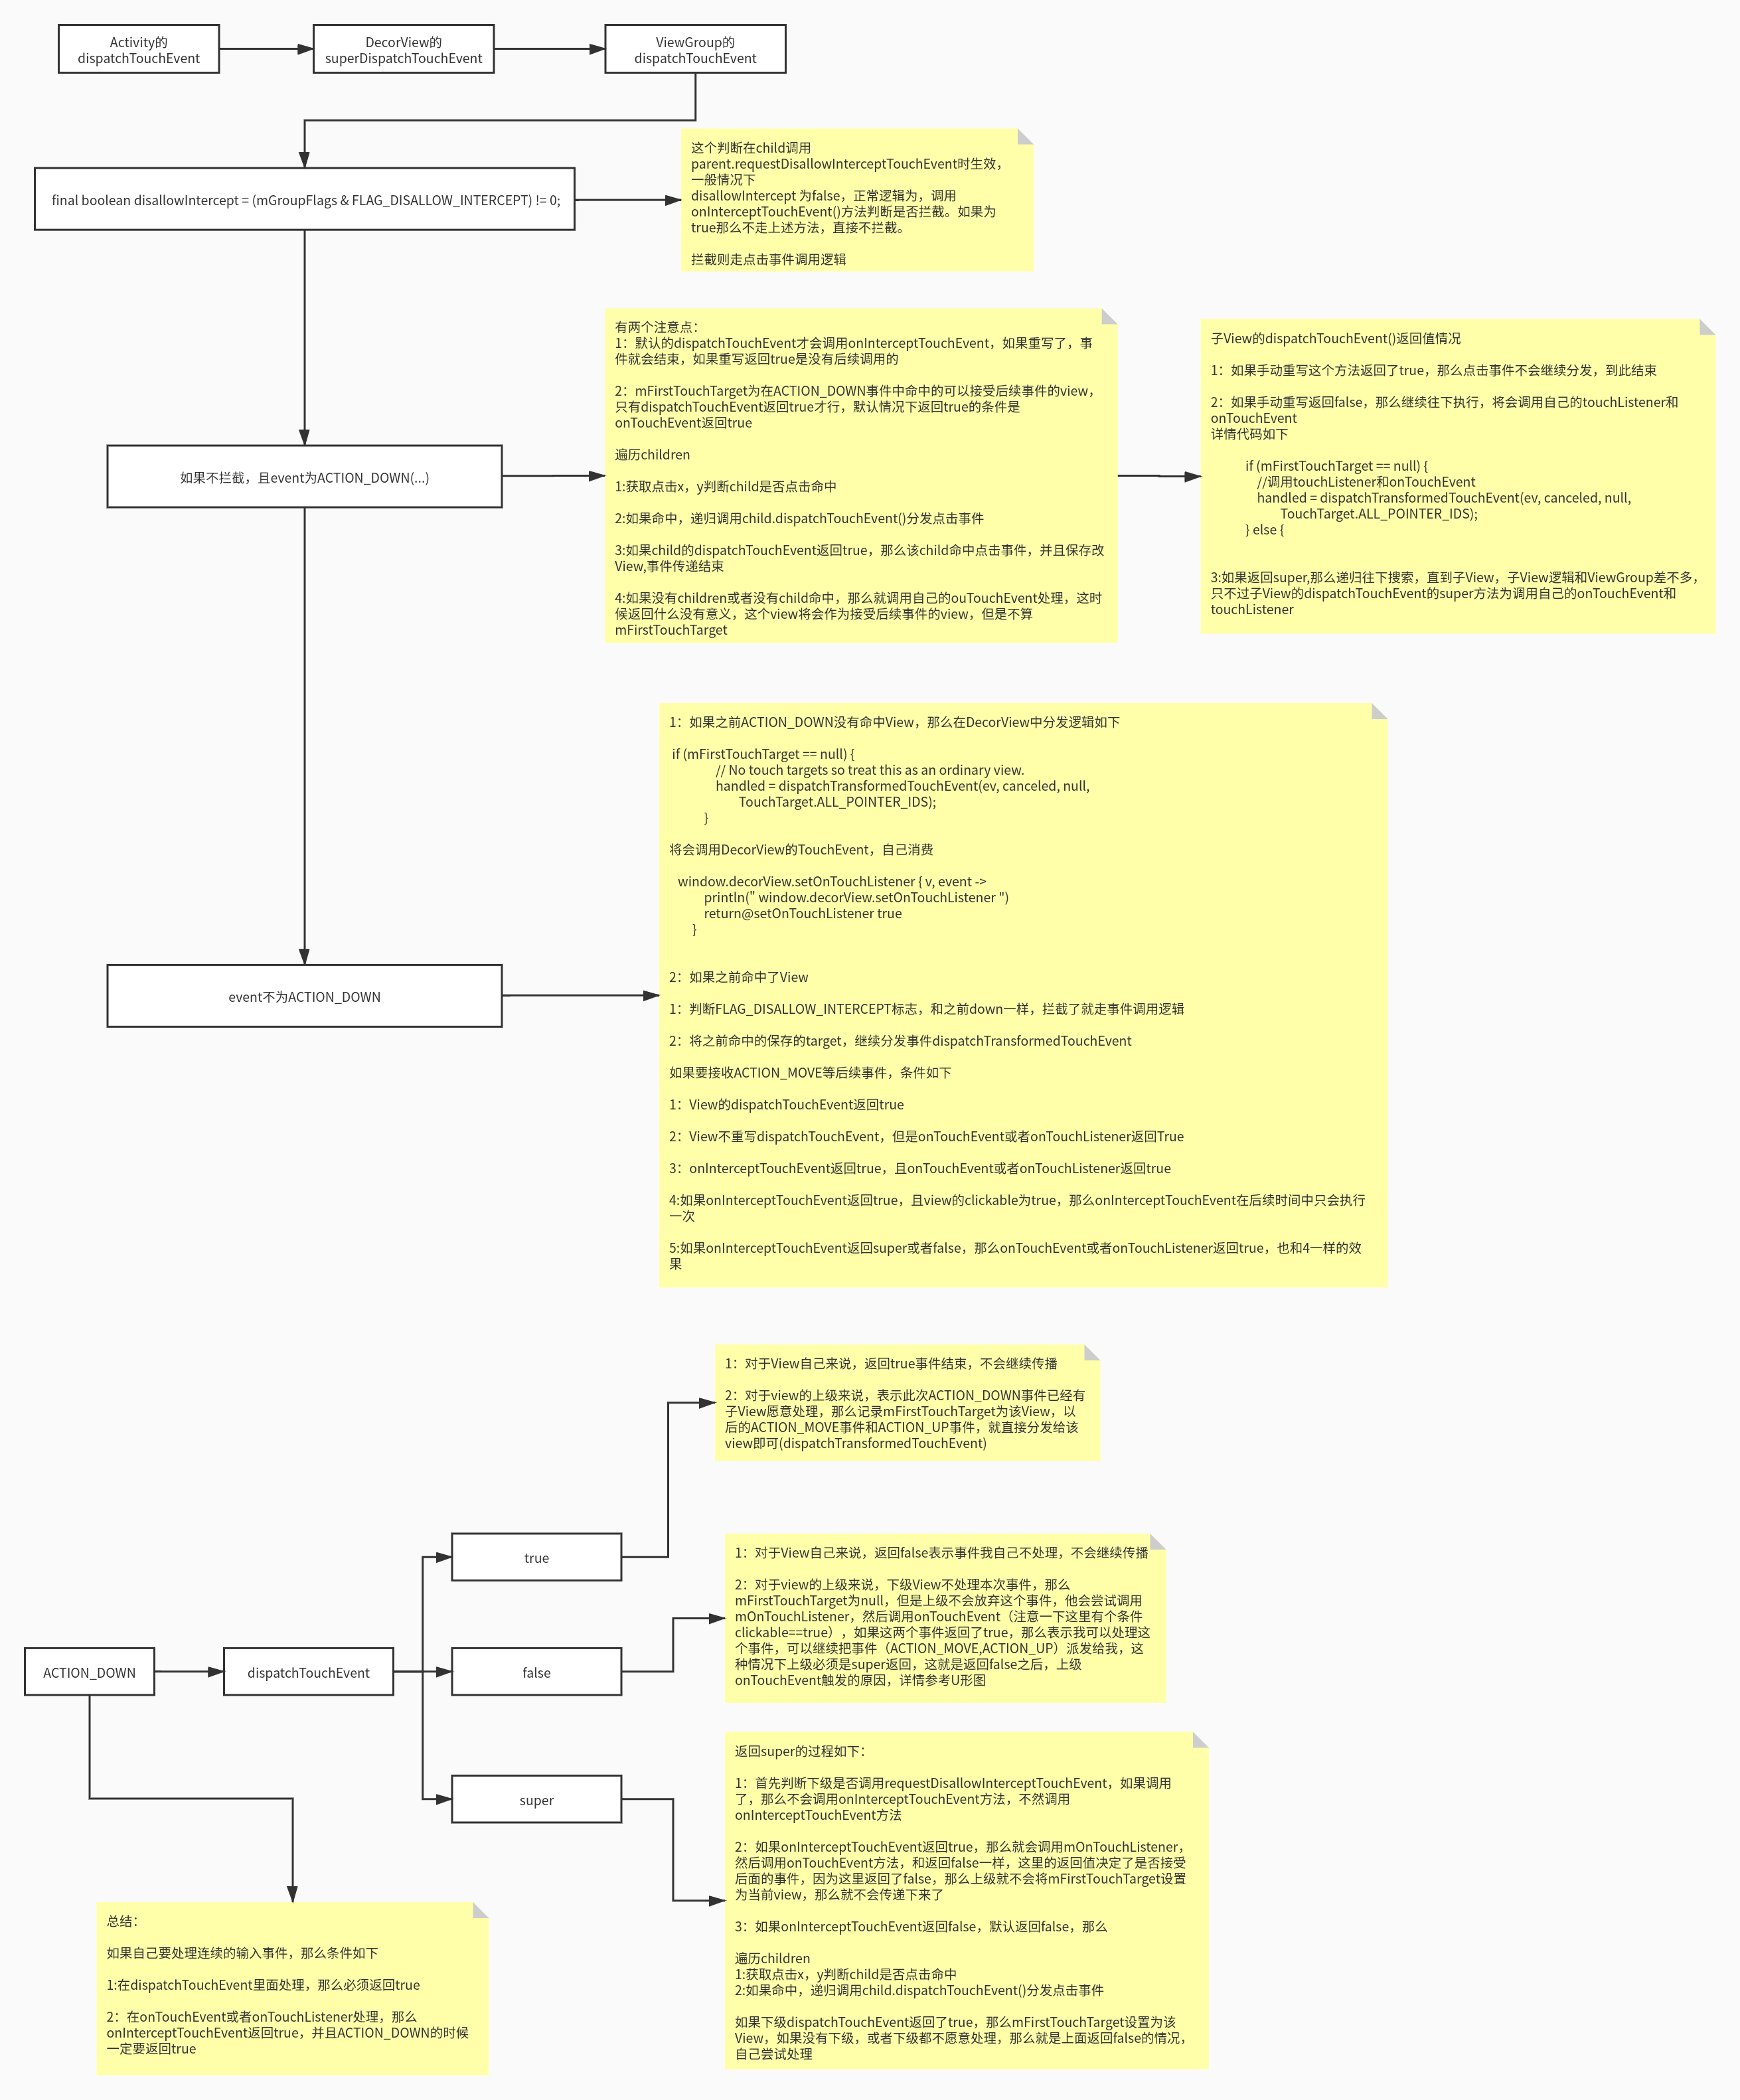 Activity的
dispatchTouchEvent
DecorView的
superDispatchTouchEvent
ViewGroup的
dispatchTouchEvent
这个判断在child调用
parent.requestDisallowInterceptTouchEvent时生效，
一般情况下
disallowIntercept 为false，正常逻辑为，调用
onInterceptTouchEvent()方法判断是否拦截。如果为
true那么不走上述方法，直接不拦截。
拦截则走点击事件调用逻辑
final boolean disallowIntercept = (mGroupFlags & FLAG_DISALLOW_INTERCEPT) != 0;
有两个注意点：
1：默认的dispatchTouchEvent才会调用onInterceptTouchEvent，如果重写了，事
件就会结束，如果重写返回true是没有后续调用的
2：mFirstTouchTarget为在ACTION_DOWN事件中命中的可以接受后续事件的view，
只有dispatchTouchEvent返回true才行，默认情况下返回true的条件是
onTouchEvent返回true
遍历children
1:获取点击x，y判断child是否点击命中
2:如果命中，递归调用child.dispatchTouchEvent()分发点击事件
3:如果child的dispatchTouchEvent返回true，那么该child命中点击事件，并且保存改
View,事件传递结束
4:如果没有children或者没有child命中，那么就调用自己的ouTouchEvent处理，这时
候返回什么没有意义，这个view将会作为接受后续事件的view，但是不算
mFirstTouchTarget
子View的dispatchTouchEvent()返回值情况
1：如果手动重写这个方法返回了true，那么点击事件不会继续分发，到此结束
2：如果手动重写返回false，那么继续往下执行，将会调用自己的touchListener和
onTouchEvent
详情代码如下
if (mFirstTouchTarget == null) {
//调用touchListener和onTouchEvent
handled = dispatchTransformedTouchEvent(ev, canceled, null,
TouchTarget.ALL_POINTER_IDS);
} else {
3:如果返回super,那么递归往下搜索，直到子View，子View逻辑和ViewGroup差不多，
只不过子View的dispatchTouchEvent的super方法为调用自己的onTouchEvent和
touchListener
如果不拦截，且event为ACTION_DOWN(...)
1：如果之前ACTION_DOWN没有命中View，那么在DecorView中分发逻辑如下
if (mFirstTouchTarget == null) {
// No touch targets so treat this as an ordinary view.
handled = dispatchTransformedTouchEvent(ev, canceled, null,
TouchTarget.ALL_POINTER_IDS);
}
将会调用DecorView的TouchEvent，自己消费
window.decorView.setOnTouchListener { v, event ->
println(" window.decorView.setOnTouchListener ")
return@setOnTouchListener true
}
2：如果之前命中了View
1：判断FLAG_DISALLOW_INTERCEPT标志，和之前down一样，拦截了就走事件调用逻辑
2：将之前命中的保存的target，继续分发事件dispatchTransformedTouchEvent
如果要接收ACTION_MOVE等后续事件，条件如下
1：View的dispatchTouchEvent返回true
2：View不重写dispatchTouchEvent，但是onTouchEvent或者onTouchListener返回True
3：onInterceptTouchEvent返回true，且onTouchEvent或者onTouchListener返回true
4:如果onInterceptTouchEvent返回true，且view的clickable为true，那么onInterceptTouchEvent在后续时间中只会执行
一次
5:如果onInterceptTouchEvent返回super或者false，那么onTouchEvent或者onTouchListener返回true，也和4一样的效
果
event不为ACTION_DOWN
1：对于View自己来说，返回true事件结束，不会继续传播
2：对于view的上级来说，表示此次ACTION_DOWN事件已经有
子View愿意处理，那么记录mFirstTouchTarget为该View，以
后的ACTION_MOVE事件和ACTION_UP事件，就直接分发给该
view即可(dispatchTransformedTouchEvent)
true
1：对于View自己来说，返回false表示事件我自己不处理，不会继续传播
2：对于view的上级来说，下级View不处理本次事件，那么
mFirstTouchTarget为null，但是上级不会放弃这个事件，他会尝试调用
mOnTouchListener，然后调用onTouchEvent（注意一下这里有个条件
clickable==true），如果这两个事件返回了true，那么表示我可以处理这
个事件，可以继续把事件（ACTION_MOVE,ACTION_UP）派发给我，这
种情况下上级必须是super返回，这就是返回false之后，上级
onTouchEvent触发的原因，详情参考U形图
ACTION_DOWN
dispatchTouchEvent
false
super
返回super的过程如下：
1：首先判断下级是否调用requestDisallowInterceptTouchEvent，如果调用
了，那么不会调用onInterceptTouchEvent方法，不然调用
onInterceptTouchEvent方法
2：如果onInterceptTouchEvent返回true，那么就会调用mOnTouchListener，
然后调用onTouchEvent方法，和返回false一样，这里的返回值决定了是否接受
后面的事件，因为这里返回了false，那么上级就不会将mFirstTouchTarget设置
为当前view，那么就不会传递下来了
3：如果onInterceptTouchEvent返回false，默认返回false，那么
遍历children
1:获取点击x，y判断child是否点击命中
2:如果命中，递归调用child.dispatchTouchEvent()分发点击事件
如果下级dispatchTouchEvent返回了true，那么mFirstTouchTarget设置为该
View，如果没有下级，或者下级都不愿意处理，那么就是上面返回false的情况，
自己尝试处理
总结：
如果自己要处理连续的输入事件，那么条件如下
1:在dispatchTouchEvent里面处理，那么必须返回true
2：在onTouchEvent或者onTouchListener处理，那么
onInterceptTouchEvent返回true，并且ACTION_DOWN的时候
一定要返回true